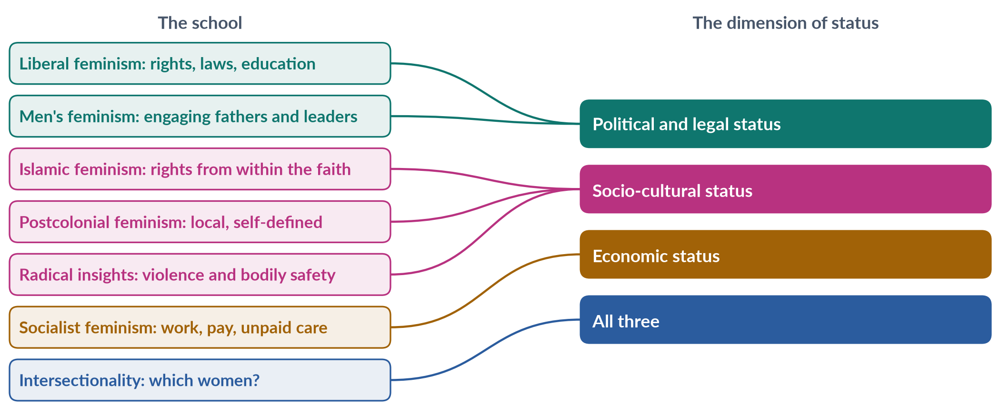 The school
The dimension of status
Liberal feminism: rights, laws, education
Men's feminism: engaging fathers and leaders
Islamic feminism: rights from within the faith
Postcolonial feminism: local, self-defined
Radical insights: violence and bodily safety
Socialist feminism: work, pay, unpaid care
Intersectionality: which women?
Political and legal status
Socio-cultural status
Economic status
All three